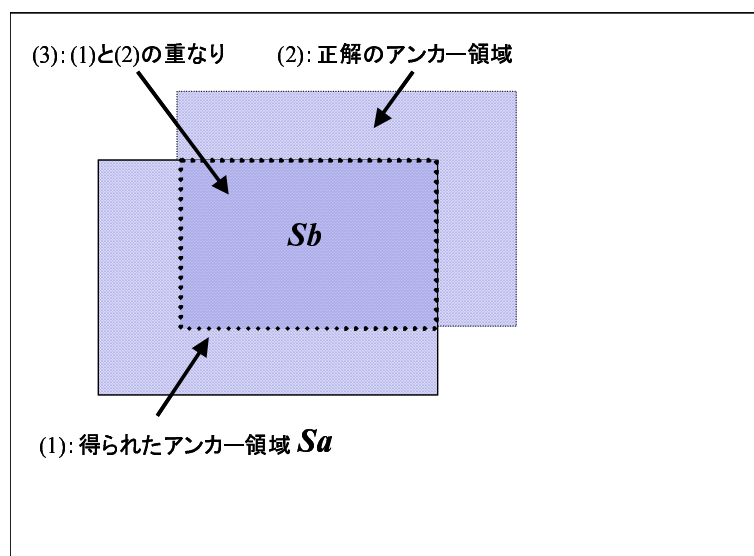 (3): (1)と(2)の重なり
(2): 正解のアンカー領域
Sb
(1): 得られたアンカー領域 Sa